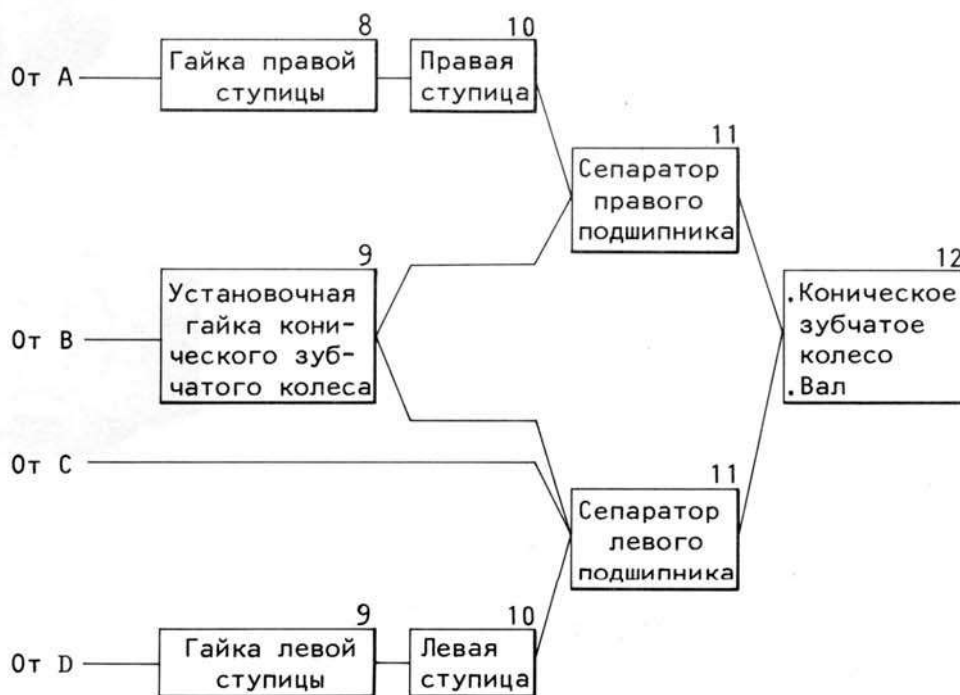 8
10
От A
Гайка правой
ступицы
Правая
ступица
11
Сепаратор
правого
подшипника
9
12
От B
Установочная
гайка кони-
ческого зуб-
чатого колеса
.Коническое
зубчатое
колесо
.Вал
От C
11
Сепаратор
левого
подшипника
9
10
От D
Гайка левой
ступицы
Левая
ступица